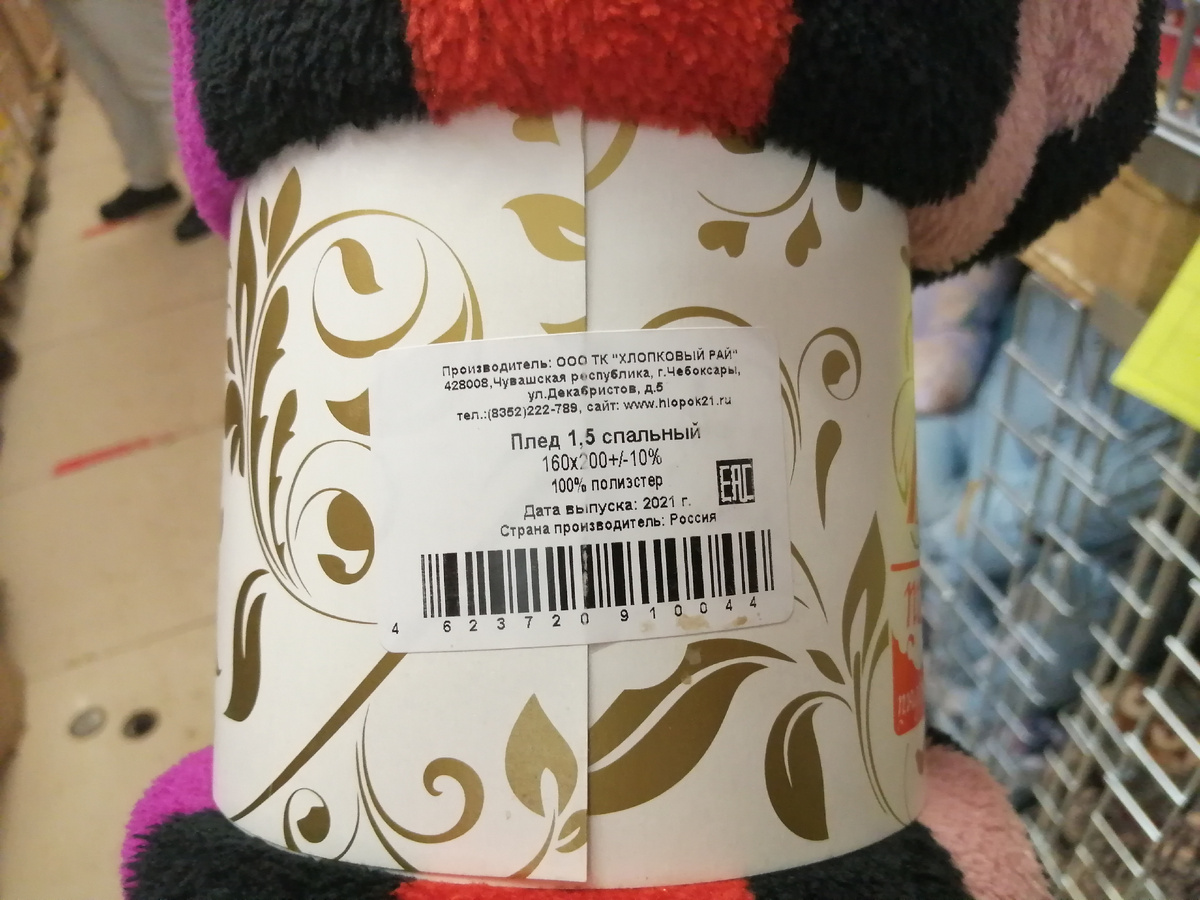 Производитель: ООО ТК "ХЛОПКОВЫЙ РАЙ"
428008,Чувашская республика, г.Чебоксары,
ул.Декабристов, д.5
тел.:(8352)222-789, сайт: www.hlopok21.ru
Плед 1,5 спальный
160х200+/-10%
100% полиэстер
EAC
Дата выпуска: 2021 г.
Страна производитель: Россия
4 623720 910044